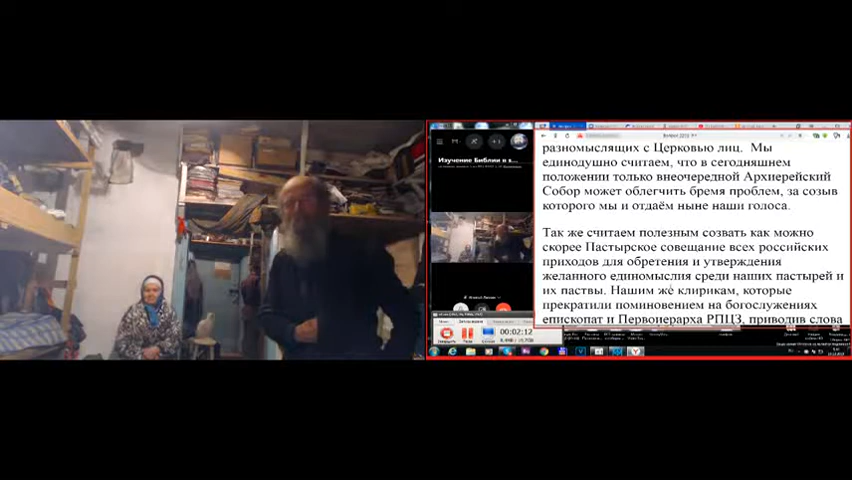 Изучение Библии в к...
разномыслящих с Церковью лиц. Мы
единодушно считаем, что в сегодняшнем
положении только внеочередной Архиерейский
Собор может облегчить бремя проблем, за созыв
которого мы и отдаём ныне наши голоса.
Так же считаем полезным созвать как можно
скорее Пастырское совещание всех российских
приходов для обретения и утверждения
желанного единомыслия среди наших пастырей и
их паствы. Нашим же клирикам, которые
прекратили поминовением на богослужениях
епископат и Первоиерарха РПЦЗ, приводив слова
00:02:12